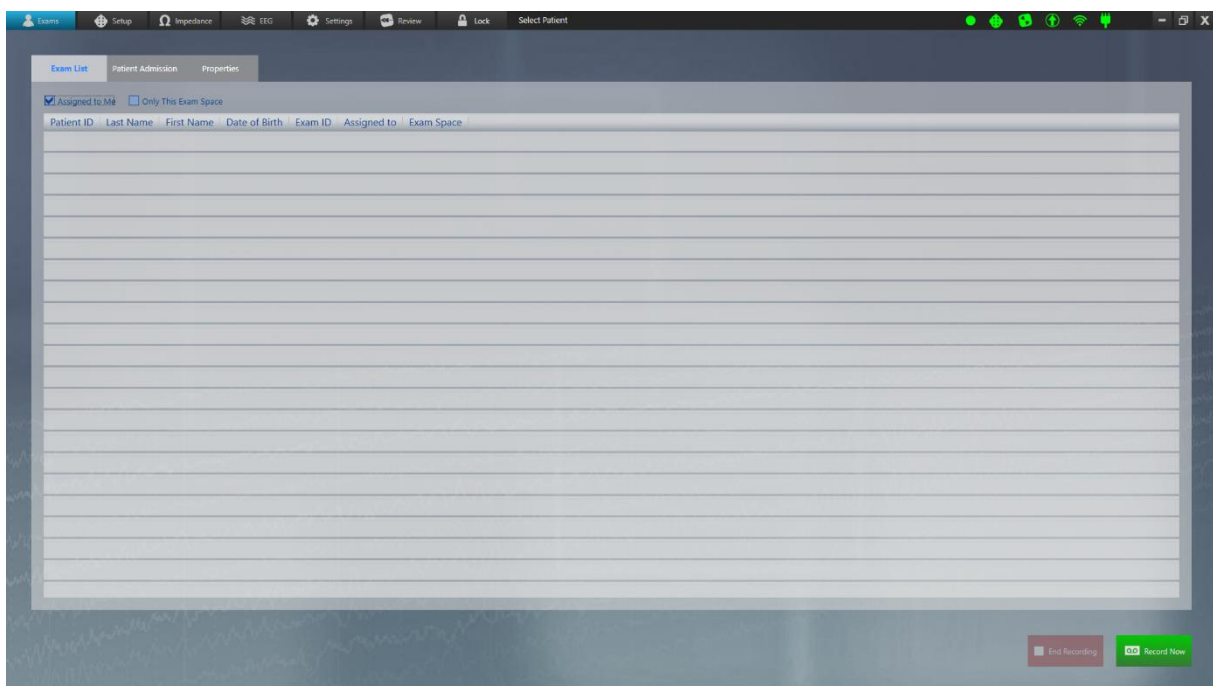 Exams Setup Ω Impedance EEG Settings Review Lock Select Patient
Exam List Patient Admission Properties
Assigned to Me Only This Exam Space
Patient ID Last Name First Name Date of Birth Exam ID Assigned to Exam Space
End Recording Record Now